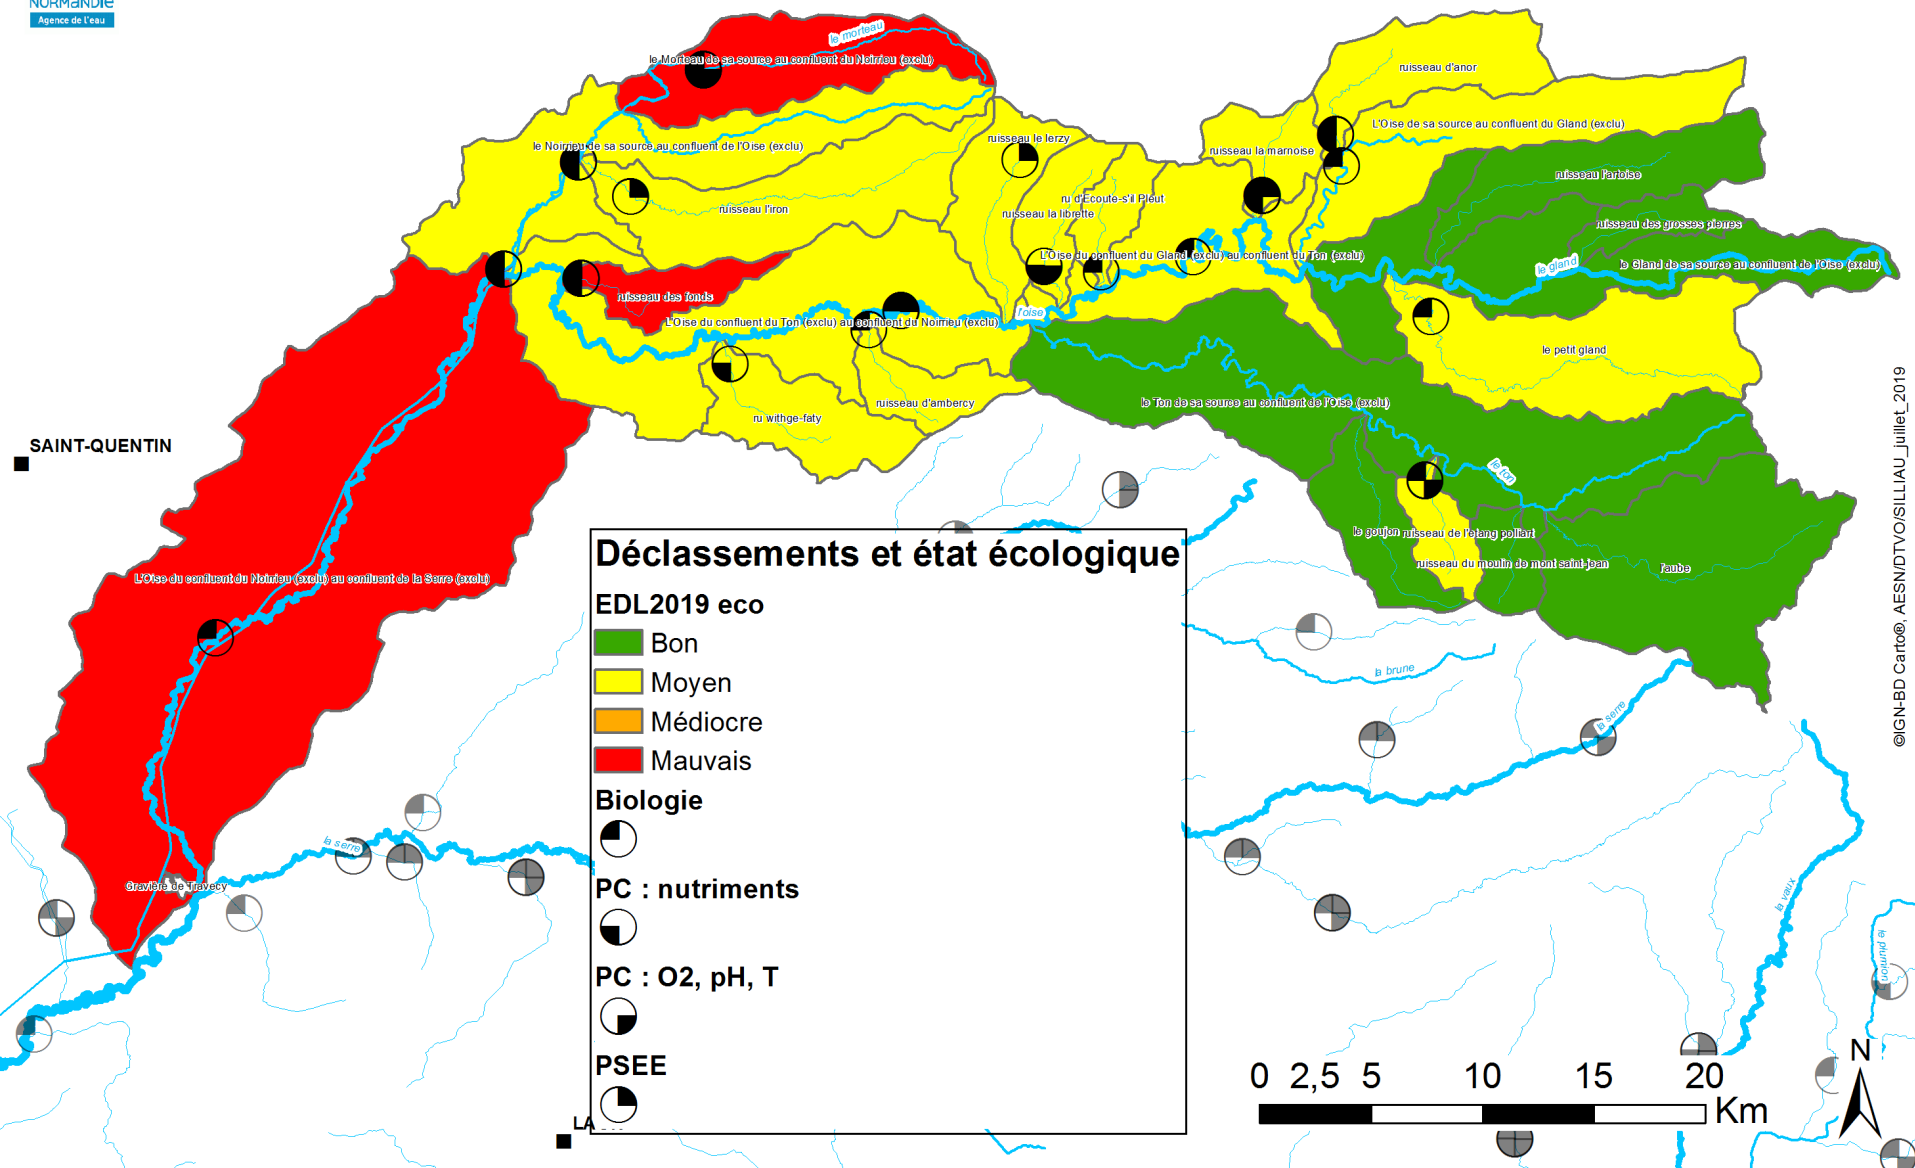 NORMANDIE
Agence de l'eau
le morteau
le Morteau de sa source au confluent du Noirrieu (exclu)
ruisseau d'anor
L'Oise de sa source au confluent du Gland (exclu)
ruisseau le lerzy
le Noirrieu de sa source au confluent de l'Oise (exclu)
ruisseau la marnoise
ruisseau l'artoise
ru d'Ecoute-s'il Pleut
ruisseau l'iron
ruisseau la librette
ruisseau des grosses pierres
L'Oise du confluent du Gland (exclu) au confluent du Ton (exclu)
le gland
le Gland de sa source au confluent de l'Oise (exclu)
ruisseau des fonds
l'oise
L'Oise du confluent du Ton (exclu) au confluent du Noirrieu (exclu)
le petit gland
ruisseau d'ambercy
le Ton de sa source au confluent de l'Oise (exclu)
ru withge-faty
SAINT-QUENTIN
le ton
le goujon
ruisseau de l'etang polliart
ruisseau du moulin de mont saint-jean
l'aube
L'Oise du confluent du Noirrieu (exclu) au confluent de la Serre (exclu)
la brune
la serre
la serre
Gravière de Travecy
la vaux
le plumion
Déclassements et état écologique
EDL2019 eco
Bon
Moyen
Médiocre
Mauvais
Biologie
PC : nutriments
PC : O2, pH, T
PSEE
LA
0 2,5 5 10 15 20
Km
N
©IGN-BD Carto®, AESN/DTVO/SILLIAU_juillet_2019